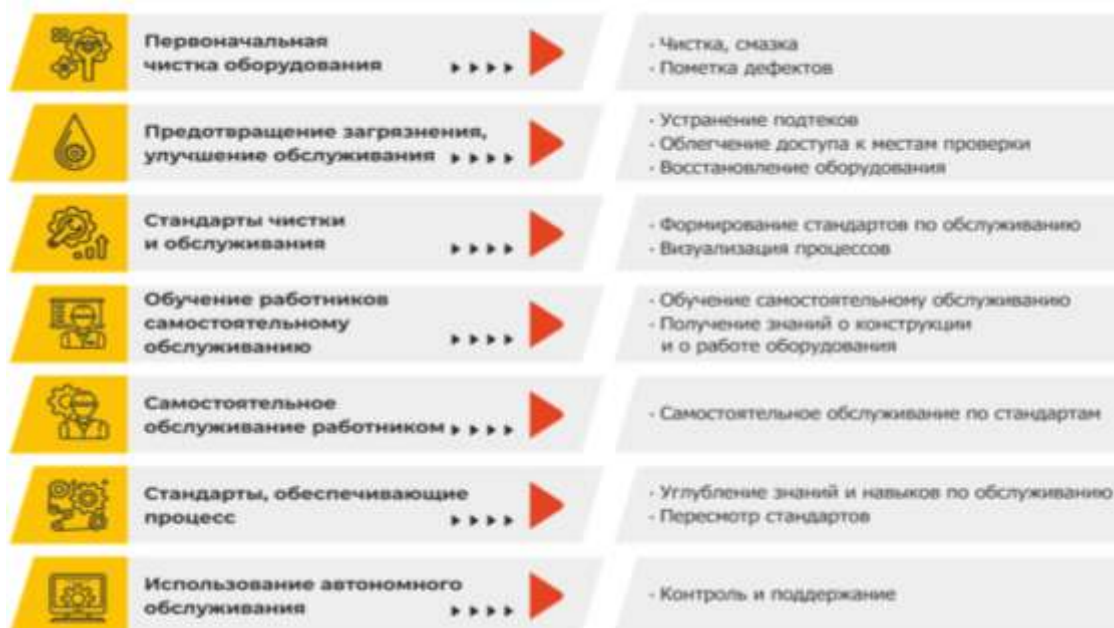 Первоначальная
чистка оборудования
· Чистка, смазка
· Пометка дефектов
Предотвращение загрязнения,
улучшение обслуживания
· Устранение подтеков
· Облегчение доступа к местам проверки
· Восстановление оборудования
Стандарты чистки
и обслуживания
· Формирование стандартов по обслуживанию
· Визуализация процессов
Обучение работников
самостоятельному
обслуживанию
· Обучение самостоятельному обслуживанию
· Получение знаний о конструкции
и о работе оборудования
Самостоятельное
обслуживание работником
· Самостоятельное обслуживание по стандартам
Стандарты, обеспечивающие
процесс
· Углубление знаний и навыков по обслуживанию
· Пересмотр стандартов
Использование автономного
обслуживания
· Контроль и поддержание